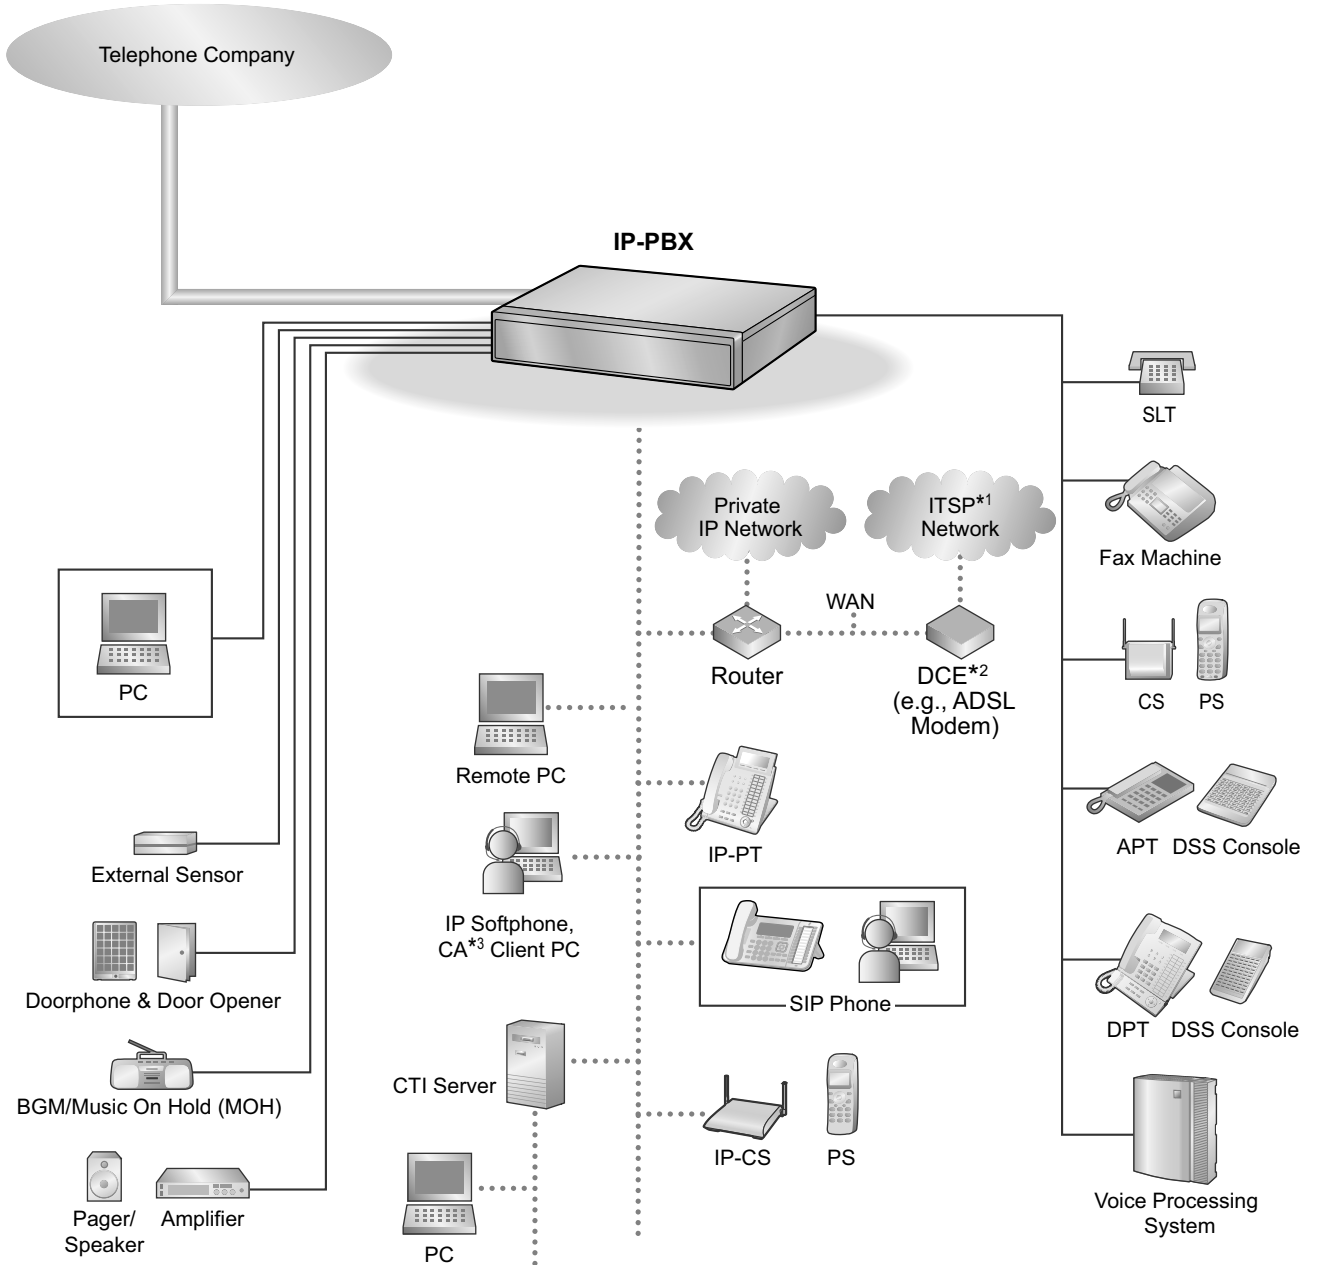 Telephone Company
IP-PBX
SLT
Private
IP Network
ITSP*1
Network
Fax Machine
WAN
Router
DCE*2
(e.g., ADSL
Modem)
CS
PS
PC
Remote PC
IP-PT
APT
DSS Console
External Sensor
IP Softphone,
CA*3 Client PC
SIP Phone
Doorphone & Door Opener
DPT
DSS Console
CTI Server
BGM/Music On Hold (MOH)
IP-CS
PS
Voice Processing
System
Pager/
Speaker
Amplifier
PC